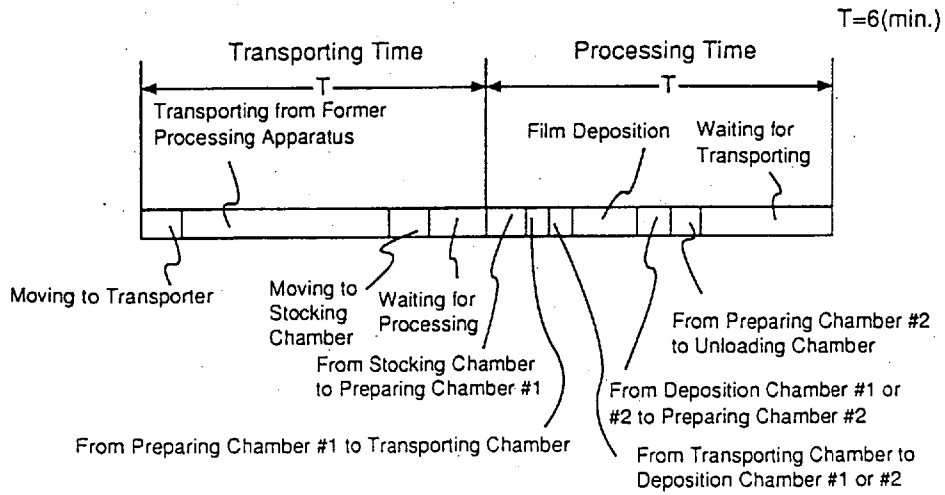 T=6(min.)
Transporting Time
Processing Time
T
T
Transporting from Former
Processing Apparatus
Film Deposition
Waiting for
Transporting
Moving to Transporter
Moving to
Stocking
Chamber
Waiting for
Processing
From Stocking Chamber
to Preparing Chamber #1
From Preparing Chamber #1 to Transporting Chamber
From Preparing Chamber #2
to Unloading Chamber
From Deposition Chamber #1 or
#2 to Preparing Chamber #2
From Transporting Chamber to
Deposition Chamber #1 or #2